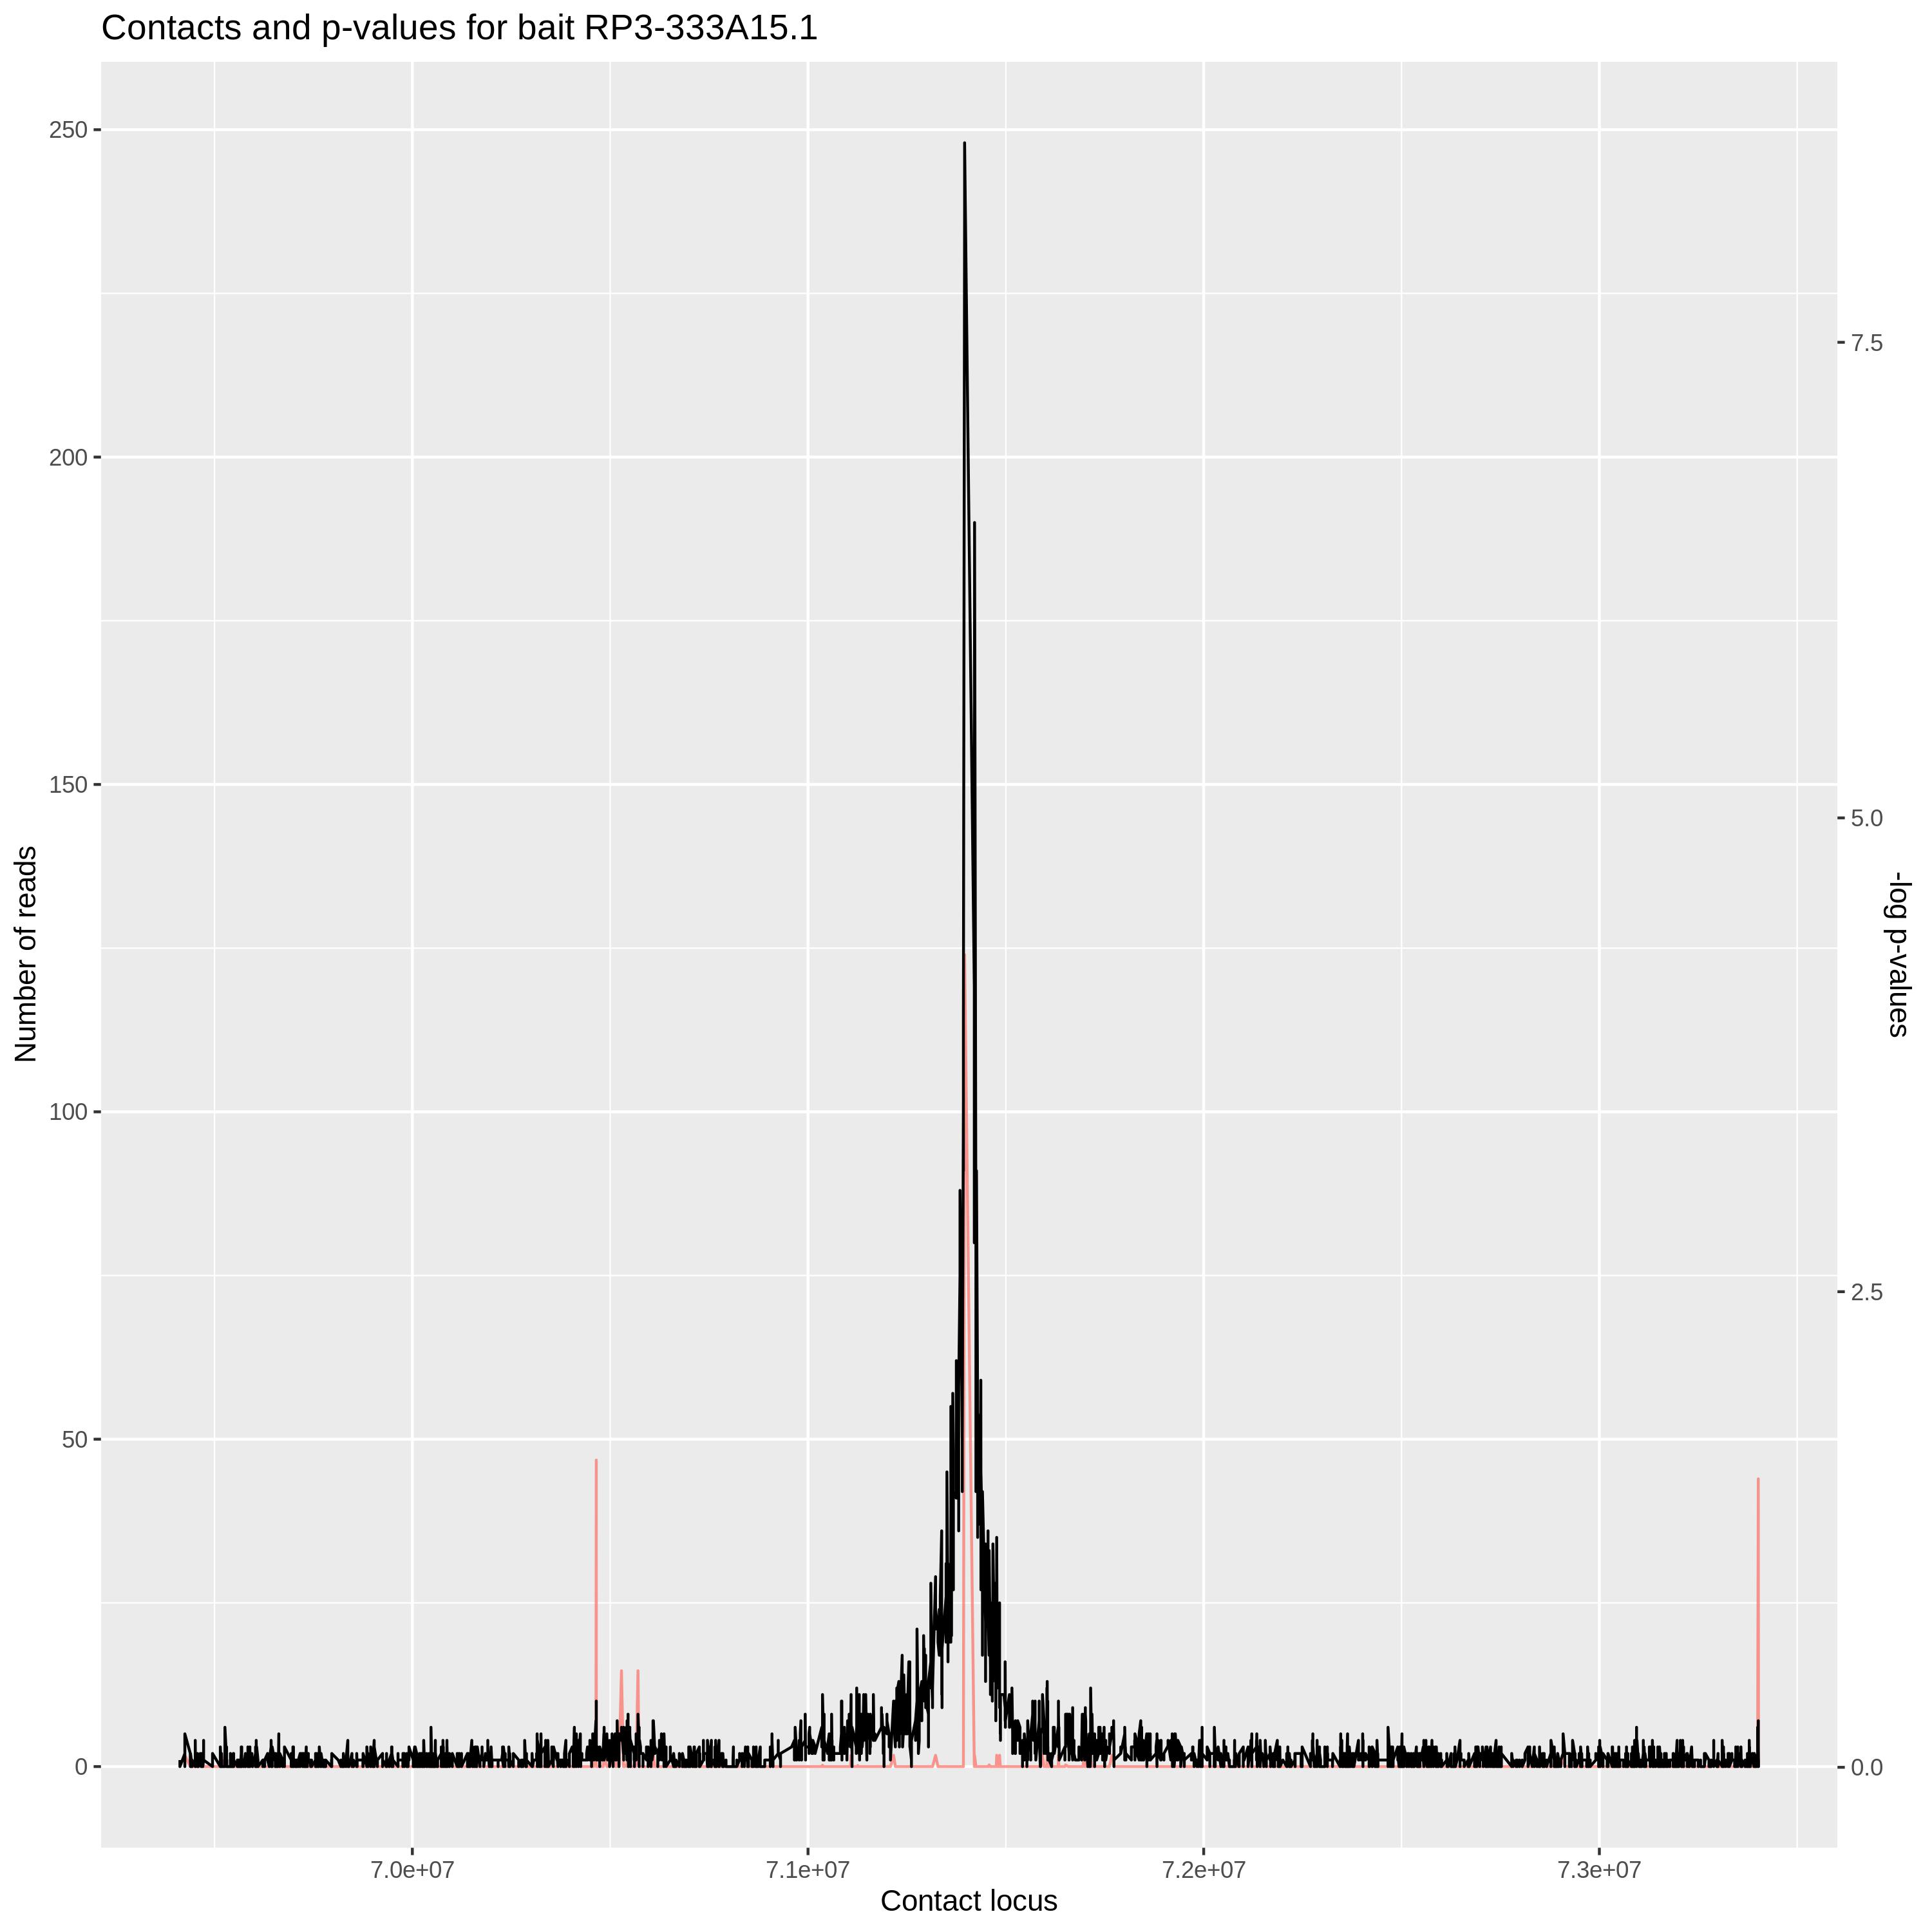 Contacts and p-values for bait RP3-333A15.1
250
200
150
100
50
0
Number of reads
7.5
5.0
2.5
0.0
-log p-values
7.0e+07
7.1e+07
7.2e+07
7.3e+07
Contact locus